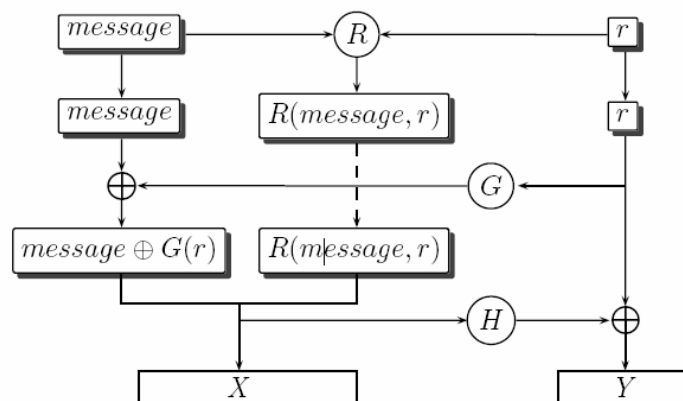 message R r
message R(message, r) r
⊕ G
message ⊕ G(r) R(message, r)
H ⊕
X Y